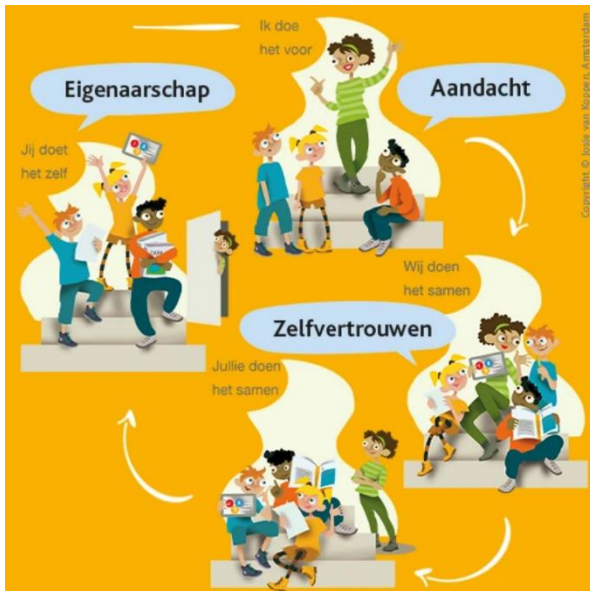 Ik doe
het voor
Eigenaarschap
Aandacht
Jij doet
het zelf
Wij doen
het samen
Zelfvertrouwen
Jullie doen
het samen
Copyright © Josje van Koppen, Amsterdam